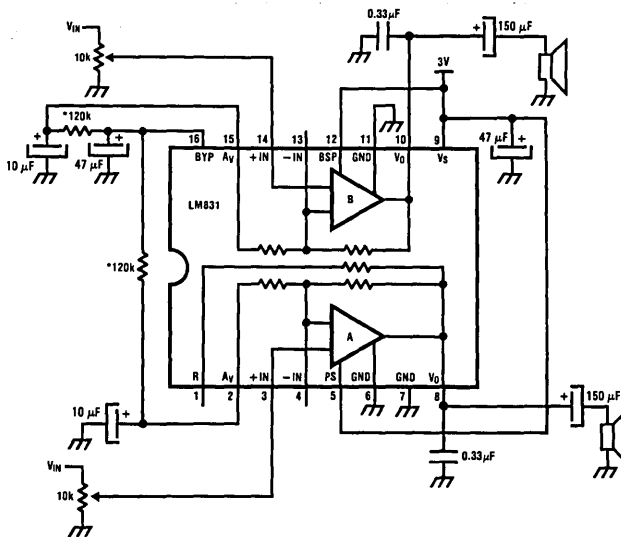 VIN
10k
0.33µF
150 µF
3V
*120k
10 µF
47 µF
16 15 14 13 12 11 10 9
BYP AV +IN −IN BSP GND VO VS
47 µF
LM831
B
*120k
A
R AV +IN −IN PS GND GND VO
1 2 3 4 5 6 7 8
10 µF
150 µF
0.33µF
VIN
10k